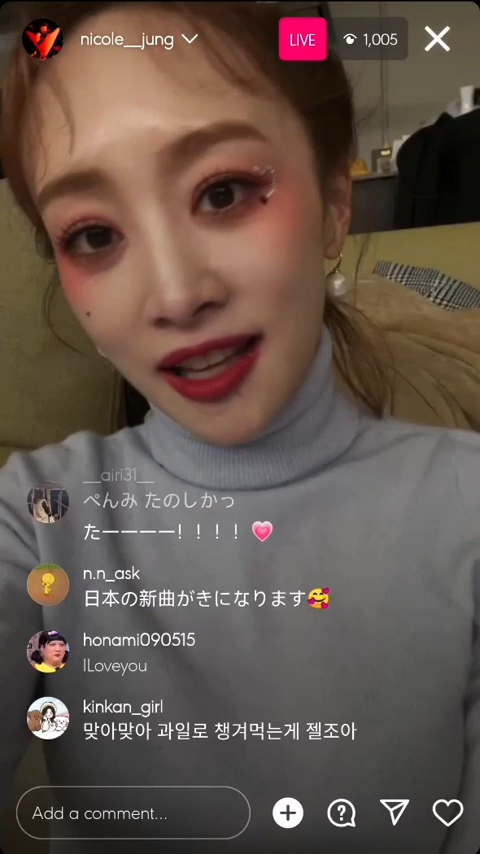 nicole__jung
LIVE
1,005
__airi31__
ぺんみ たのしかっ
たーーーー！！！！💗
n.n_ask
日本の新曲がきになります🥰
honami090515
ILoveyou
kinkan_girl
맞아맞아 과일로 챙겨먹는게 젤조아
Add a comment...